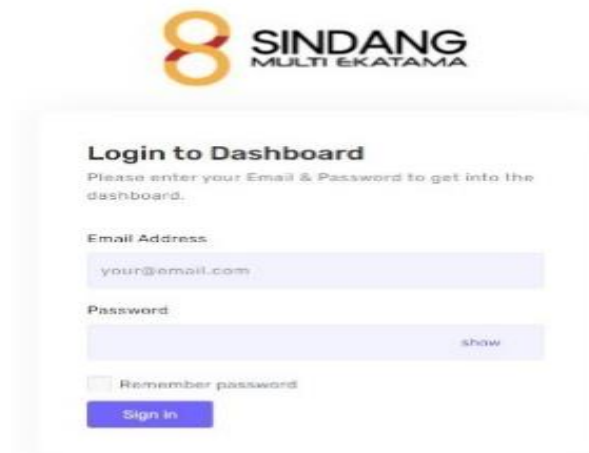 SINDANG
MULTI EKATAMA
Login to Dashboard
Please enter your Email & Password to get into the
dashboard.
Email Address
your@email.com
Password
show
Remember password
Sign in